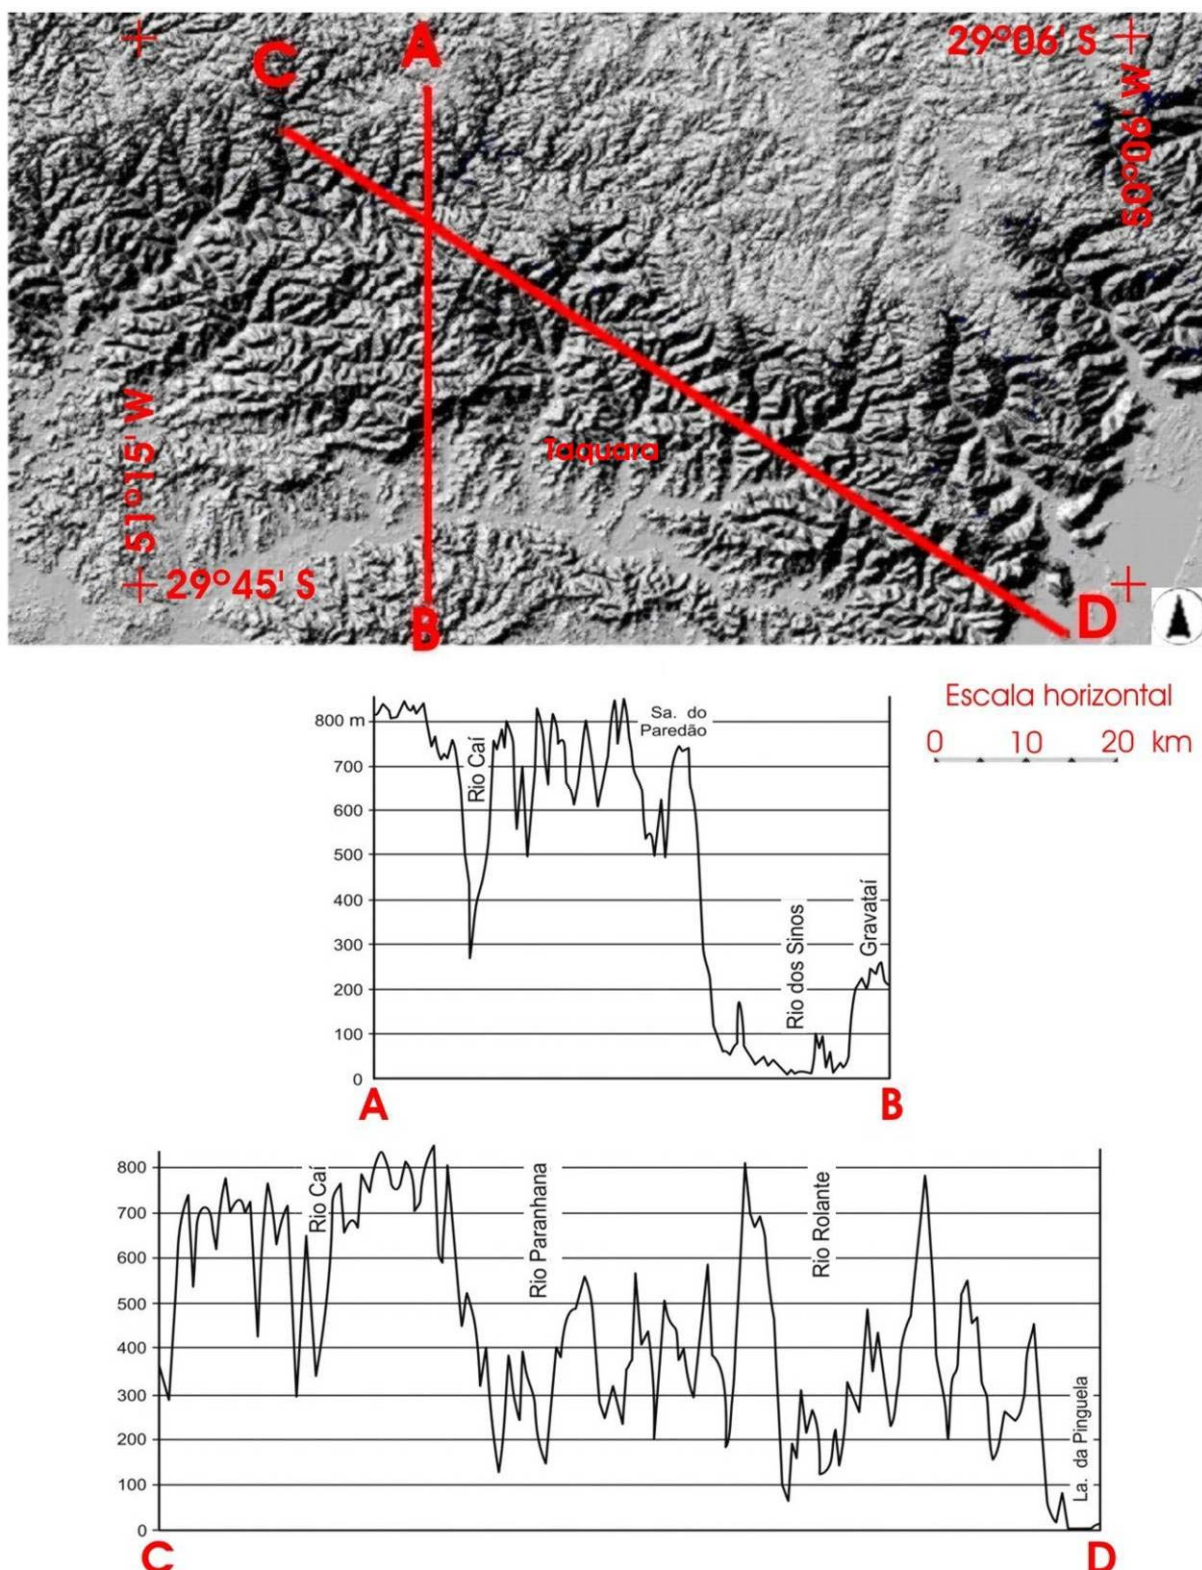 A
C
29°06' S
50°06' W
Taquara
51°15' W
29°45' S
B
D
Escala horizontal
0 10 20 km
800 m
700
600
500
400
300
200
100
0
Rio Caí
Sa. do
Paredão
Rio dos Sinos
Gravataí
A
B
800
700
600
500
400
300
200
100
0
Rio Caí
Rio Paranhana
Rio Rolante
La. da Pinguela
C
D